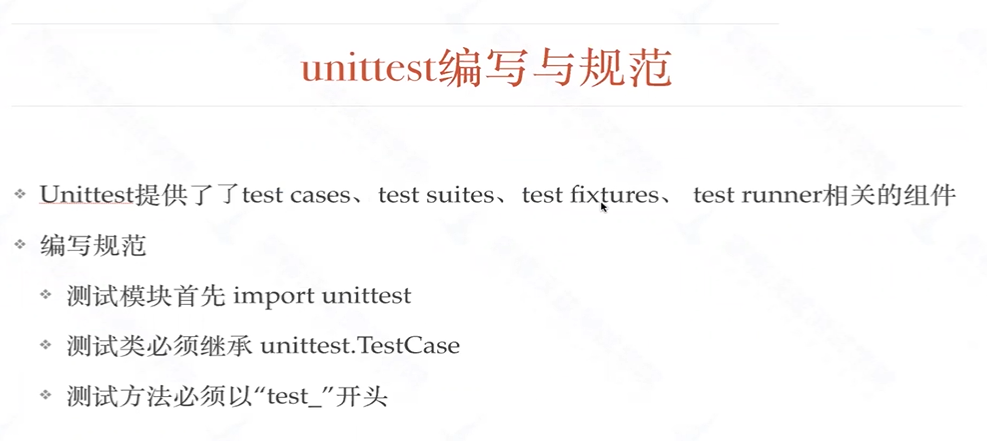 unittest编写与规范
Unittest提供了了test cases、test suites、test fixtures、 test runner相关的组件
编写规范
测试模块首先 import unittest
测试类必须继承 unittest.TestCase
测试方法必须以“test_”开头